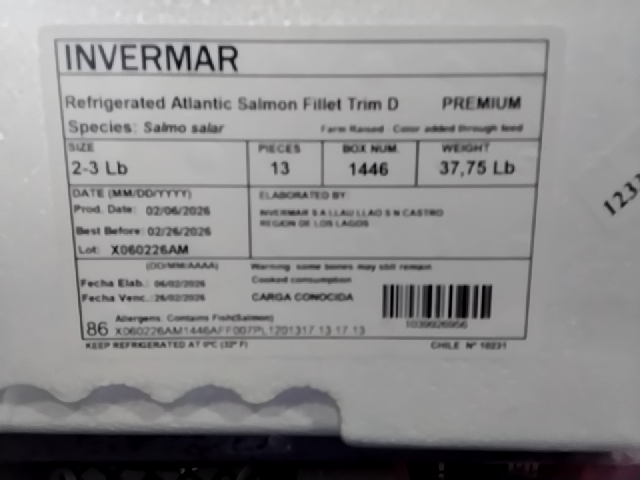 INVERMAR
Refrigerated Atlantic Salmon Fillet Trim D PREMIUM
Species: Salmo salar Farm Raised Color added through feed
SIZE PIECES BOX NUM. WEIGHT
2-3 Lb 13 1446 37,75 Lb
DATE (MM/DD/YYYY) ELABORATED BY
Prod. Date: 02/06/2026 INVERMAR S A LLAU LLAO S N CASTRO
Best Before: 02/26/2026 REGION DE LOS LAGOS
Lot: X060226AM
(DD/MM/AAAA) Warning some bones may still remain
Fecha Elab.: 06/02/2026 Cooked consumption
Fecha Venc.: 26/02/2026 CARGA CONOCIDA
Allergens: Contains Fish(Salmon)
86 X060226AM1446AFF007PL1201317.13.17.13
KEEP REFRIGERATED AT 0ºC (32º F) CHILE Nº 10231